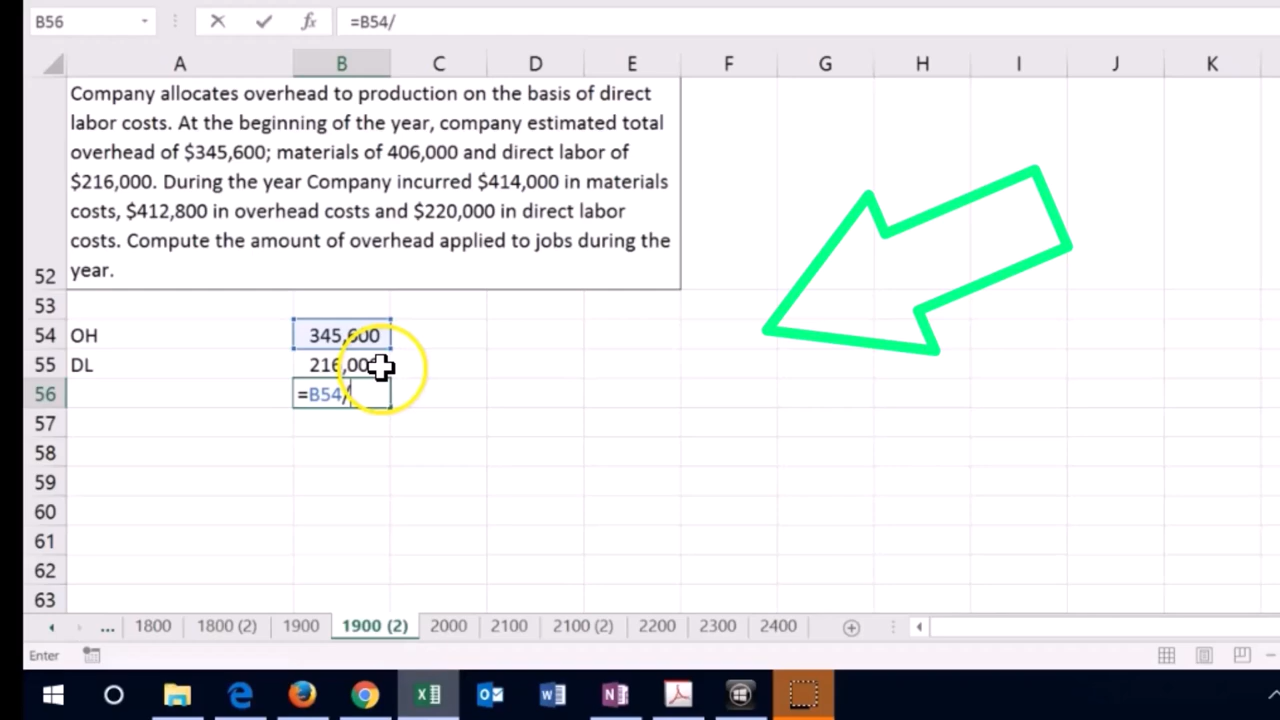 B56
=B54/
A B C D E F G H I J K
Company allocates overhead to production on the basis of direct
labor costs. At the beginning of the year, company estimated total
overhead of $345,600; materials of 406,000 and direct labor of
$216,000. During the year Company incurred $414,000 in materials
costs, $412,800 in overhead costs and $220,000 in direct labor
costs. Compute the amount of overhead applied to jobs during the
52 year.
53
54 OH 345,600
55 DL 216,00
56 =B54/
57
58
59
60
61
62
63
... 1800 1800 (2) 1900 1900 (2) 2000 2100 2100 (2) 2200 2300 2400
Enter